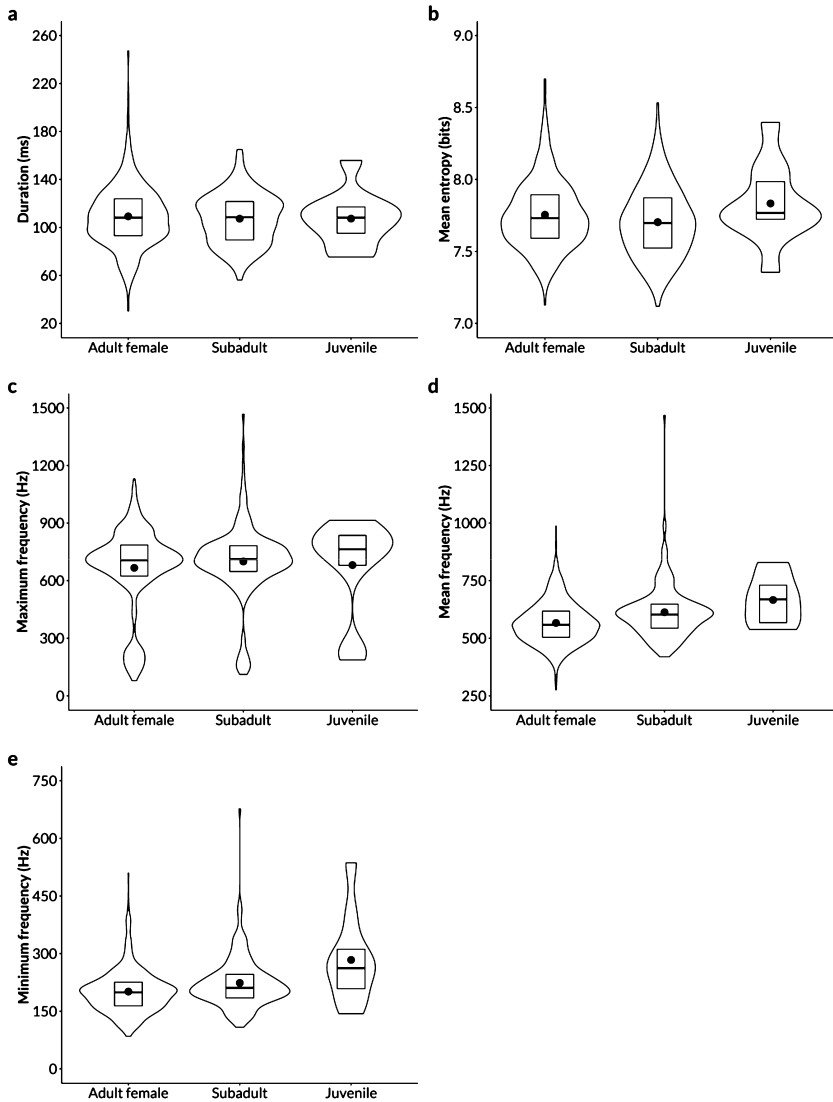 a
Duration (ms)
260
220
180
140
100
60
20
Adult female Subadult Juvenile
b
Mean entropy (bits)
9.0
8.5
8.0
7.5
7.0
Adult female Subadult Juvenile
c
Maximum frequency (Hz)
1500
1200
900
600
300
0
Adult female Subadult Juvenile
d
Mean frequency (Hz)
1500
1250
1000
750
500
250
Adult female Subadult Juvenile
e
Minimum frequency (Hz)
750
600
450
300
150
0
Adult female Subadult Juvenile